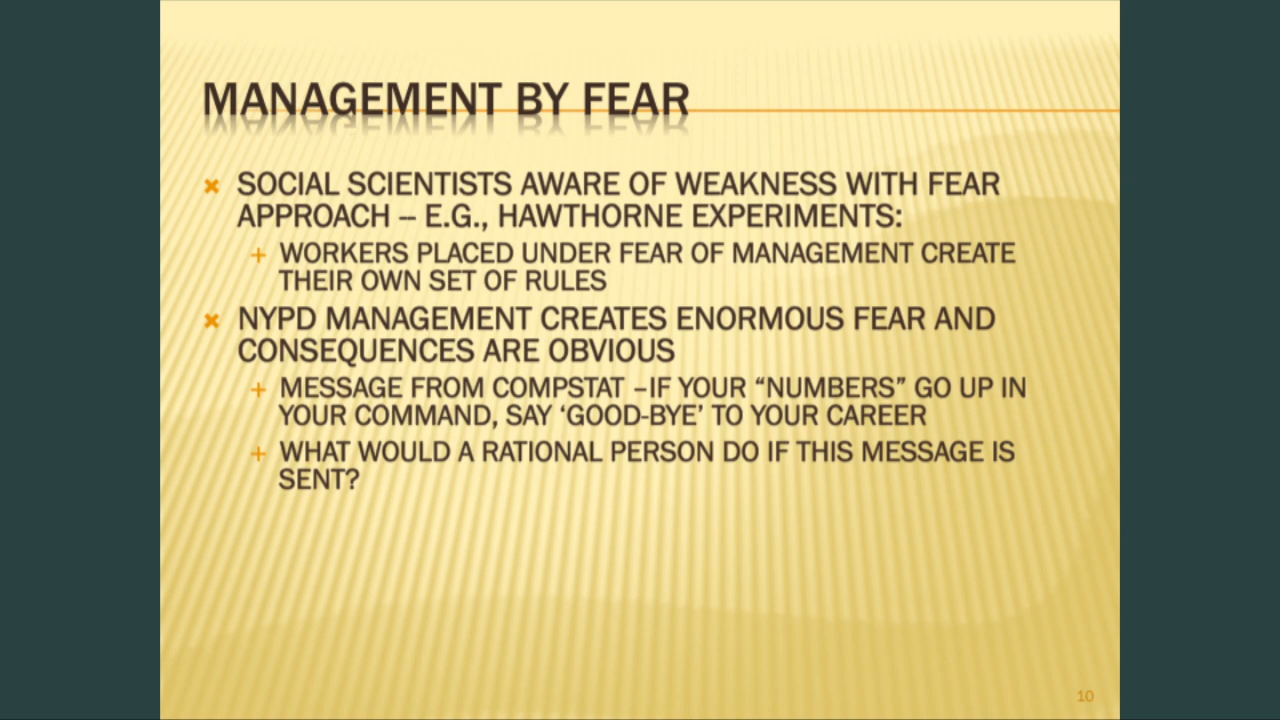 MANAGEMENT BY FEAR
SOCIAL SCIENTISTS AWARE OF WEAKNESS WITH FEAR
APPROACH – E.G., HAWTHORNE EXPERIMENTS:
WORKERS PLACED UNDER FEAR OF MANAGEMENT CREATE
THEIR OWN SET OF RULES
NYPD MANAGEMENT CREATES ENORMOUS FEAR AND
CONSEQUENCES ARE OBVIOUS
MESSAGE FROM COMPSTAT –IF YOUR “NUMBERS” GO UP IN
YOUR COMMAND, SAY ‘GOOD-BYE’ TO YOUR CAREER
WHAT WOULD A RATIONAL PERSON DO IF THIS MESSAGE IS
SENT?
10